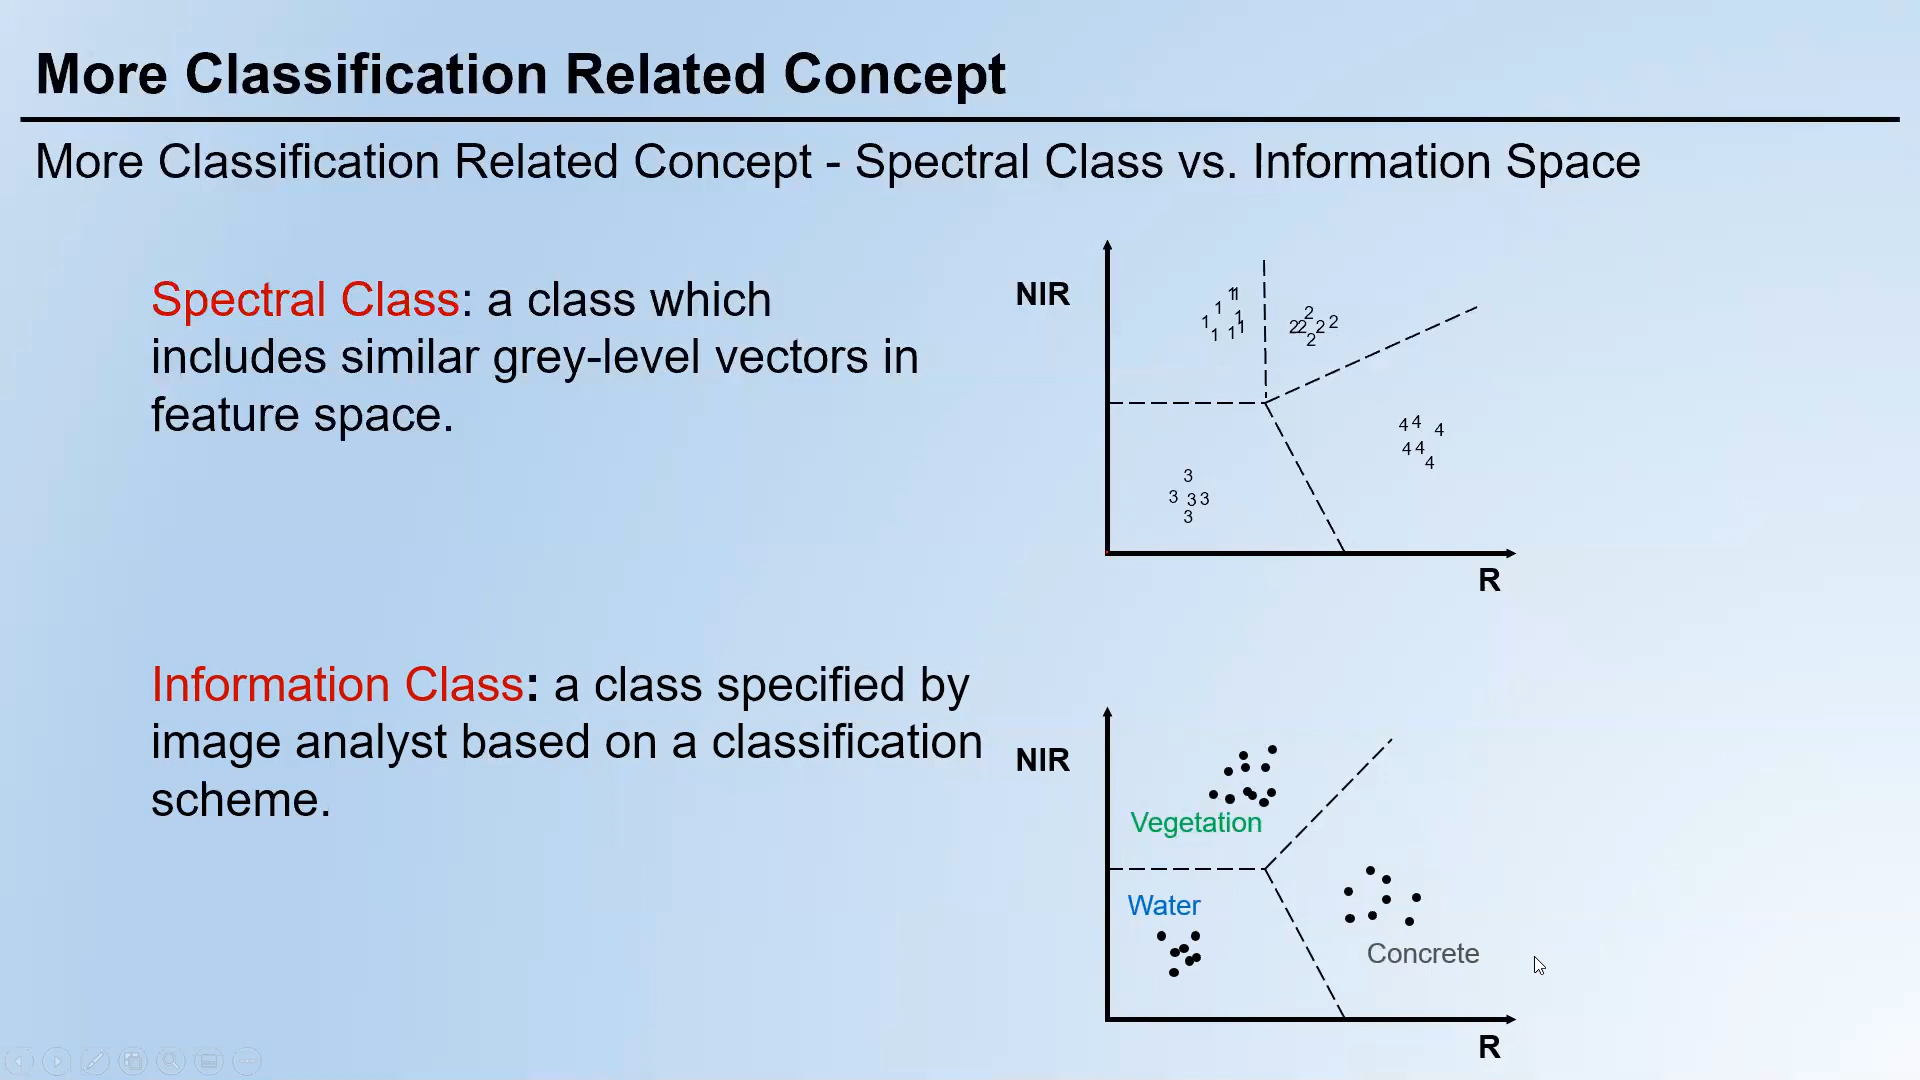 More Classification Related Concept
More Classification Related Concept - Spectral Class vs. Information Space
Spectral Class: a class which
includes similar grey-level vectors in
feature space.
NIR
1 1
1
1
1
1
1 1
2
2 2 2 2
2
4 4
4
4 4
4
3
3 3 3
3
R
Information Class: a class specified by
image analyst based on a classification
scheme.
NIR
Vegetation
Water
Concrete
R